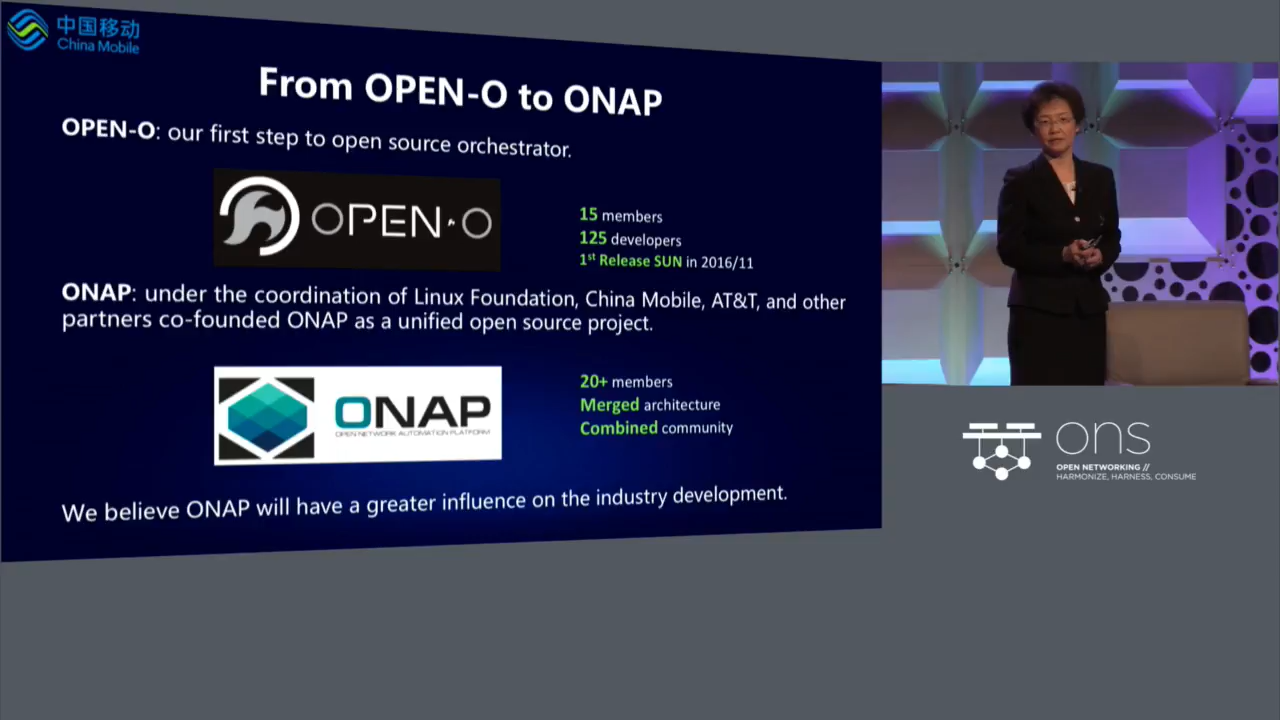 中国移动
China Mobile
From OPEN-O to ONAP
OPEN-O: our first step to open source orchestrator.
OPEN-O
15 members
125 developers
1st Release SUN in 2016/11
ONAP: under the coordination of Linux Foundation, China Mobile, AT&T, and other
partners co-founded ONAP as a unified open source project.
ONAP
OPEN NETWORK AUTOMATION PLATFORM
20+ members
Merged architecture
Combined community
We believe ONAP will have a greater influence on the industry development.
ons
OPEN NETWORKING //
HARMONIZE, HARNESS, CONSUME